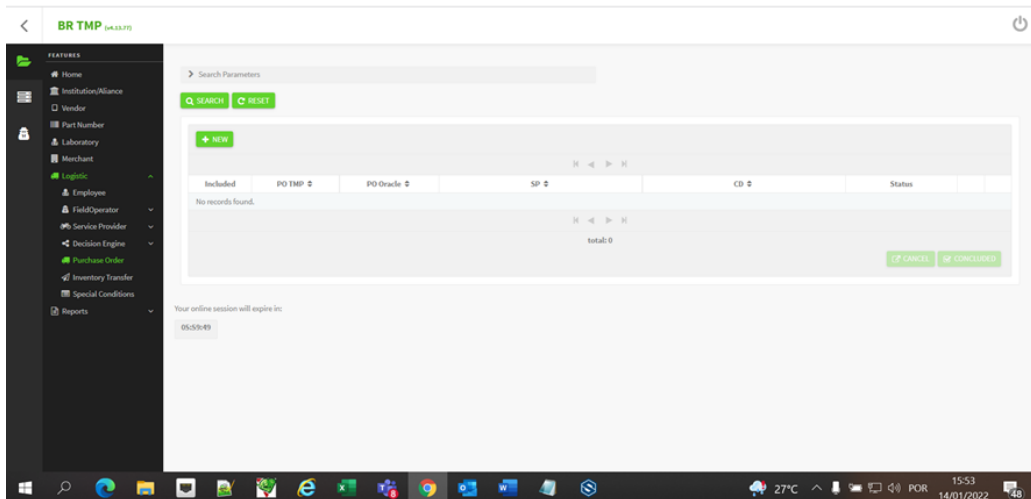 BR TMP (v4.13.77)
FEATURES
Home
Institution/Aliance
Vendor
Part Number
Laboratory
Merchant
Logistic
Employee
FieldOperator
Service Provider
Decision Engine
Purchase Order
Inventory Transfer
Special Conditions
Reports
Search Parameters
SEARCH RESET
NEW
Included PO TMP PO Oracle SP CD Status
No records found.
total: 0
CANCEL CONCLUDED
Your online session will expire in:
05:59:49
27°C POR 15:53
14/01/2022
48